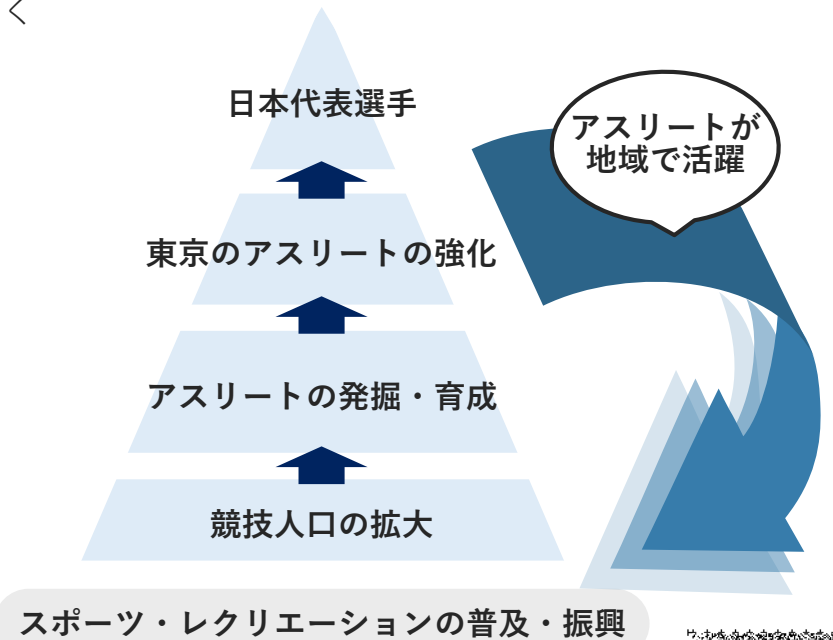 日本代表選手
アスリートが
地域で活躍
東京のアスリートの強化
アスリートの発掘・育成
競技人口の拡大
スポーツ・レクリエーションの普及・振興